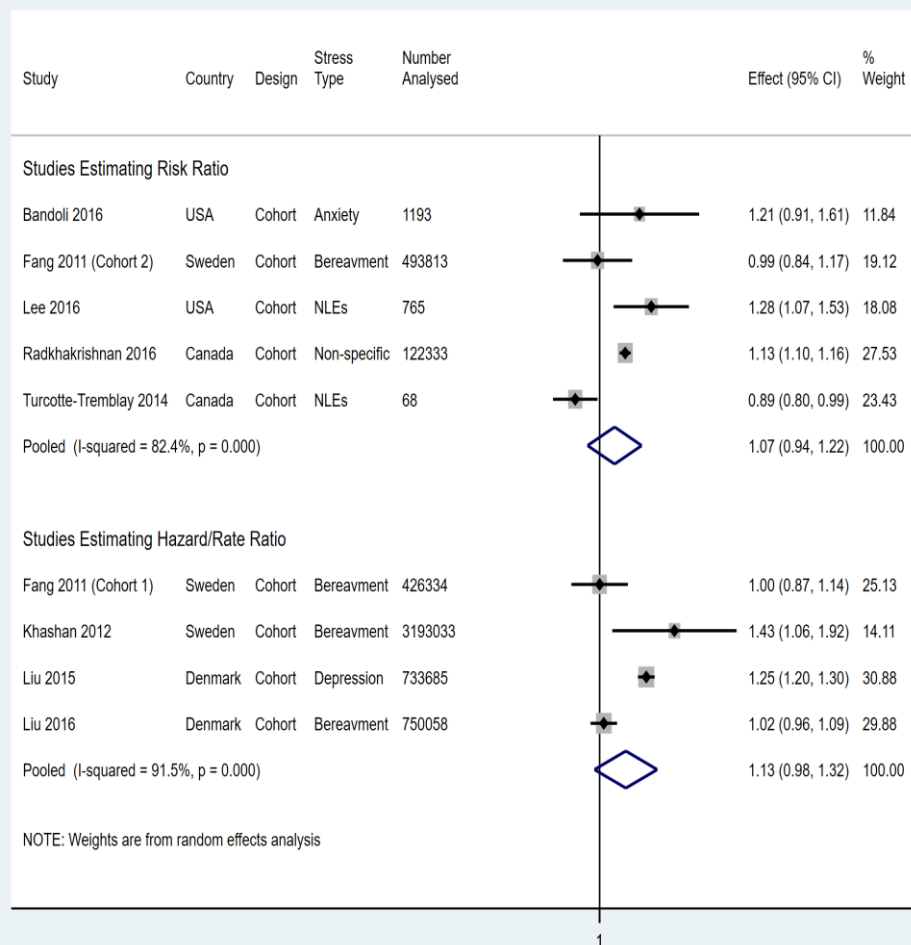 Study Country Design Stress Type Number Analysed Effect (95% CI) % Weight
Studies Estimating Risk Ratio
Bandoli 2016 USA Cohort Anxiety 1193 1.21 (0.91, 1.61) 11.84
Fang 2011 (Cohort 2) Sweden Cohort Bereavment 493813 0.99 (0.84, 1.17) 19.12
Lee 2016 USA Cohort NLEs 765 1.28 (1.07, 1.53) 18.08
Radkhakrishnan 2016 Canada Cohort Non-specific 122333 1.13 (1.10, 1.16) 27.53
Turcotte-Tremblay 2014 Canada Cohort NLEs 68 0.89 (0.80, 0.99) 23.43
Pooled (I-squared = 82.4%, p = 0.000) 1.07 (0.94, 1.22) 100.00
Studies Estimating Hazard/Rate Ratio
Fang 2011 (Cohort 1) Sweden Cohort Bereavment 426334 1.00 (0.87, 1.14) 25.13
Khashan 2012 Sweden Cohort Bereavment 3193033 1.43 (1.06, 1.92) 14.11
Liu 2015 Denmark Cohort Depression 733685 1.25 (1.20, 1.30) 30.88
Liu 2016 Denmark Cohort Bereavment 750058 1.02 (0.96, 1.09) 29.88
Pooled (I-squared = 91.5%, p = 0.000) 1.13 (0.98, 1.32) 100.00
NOTE: Weights are from random effects analysis
1